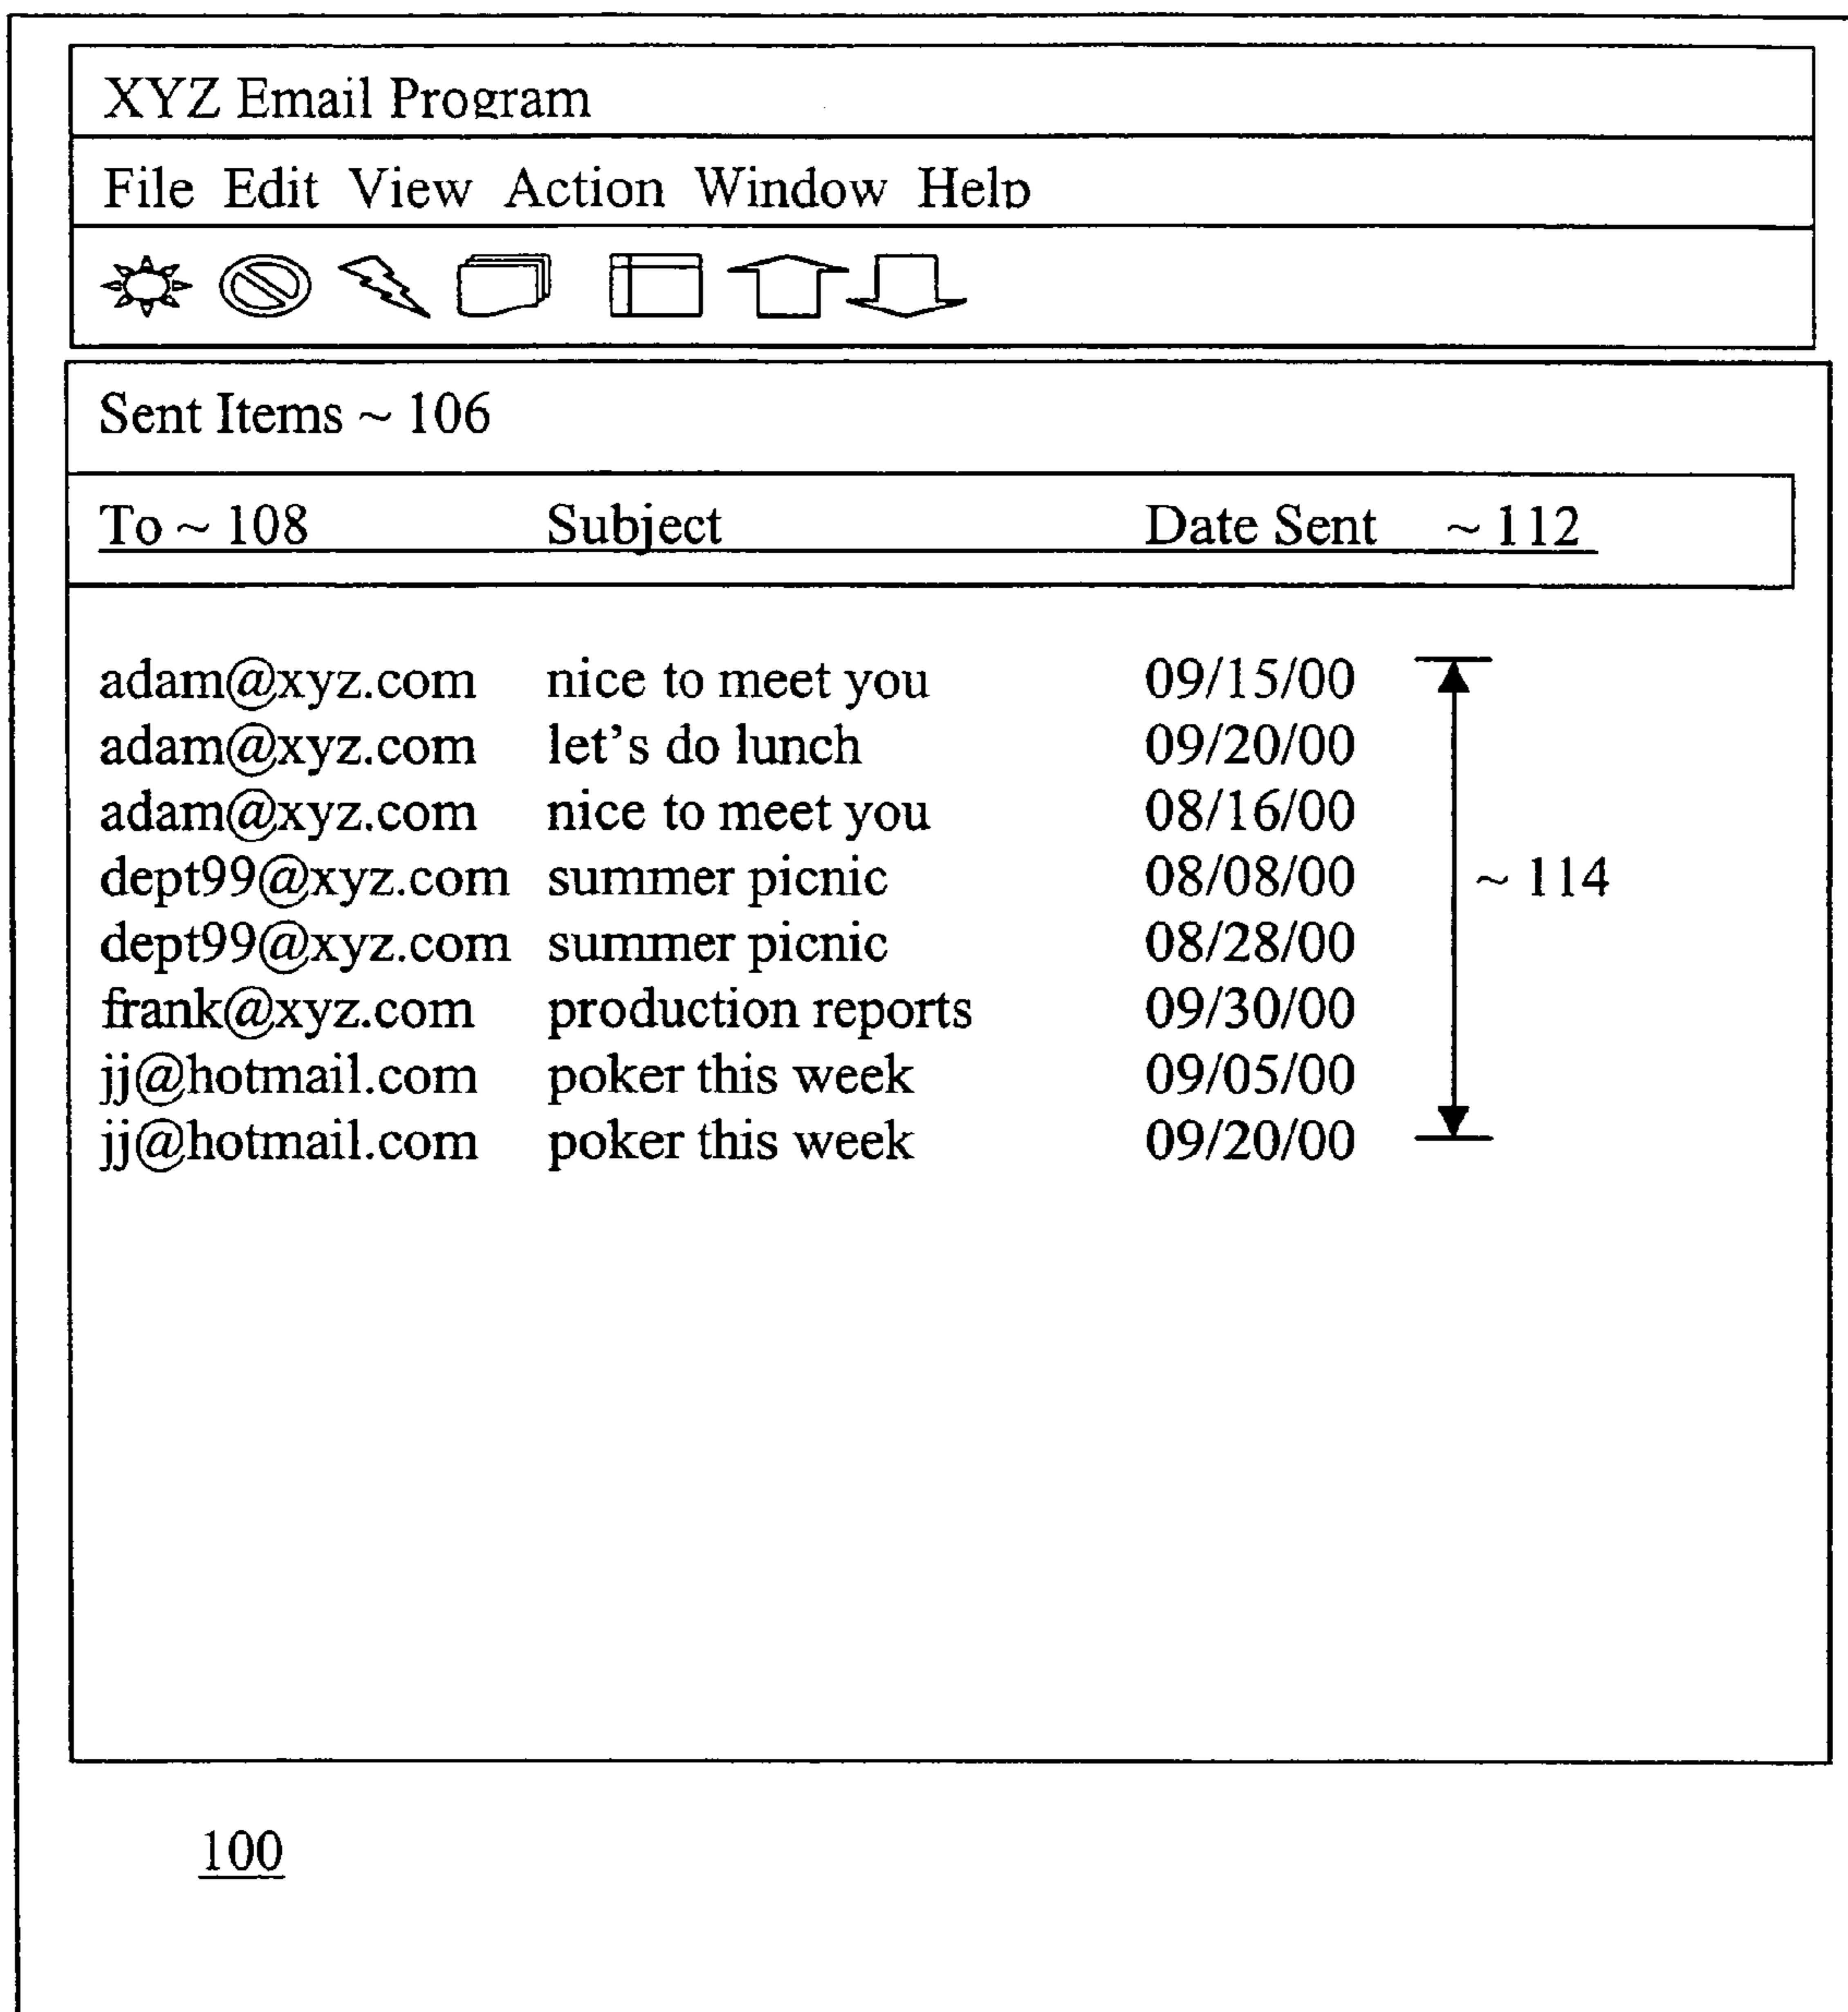 XYZ Email Program
File Edit View Action Window Help
Sent Items ~ 106
To ~ 108 Subject Date Sent ~ 112
adam@xyz.com nice to meet you 09/15/00
adam@xyz.com let's do lunch 09/20/00
adam@xyz.com nice to meet you 08/16/00
dept99@xyz.com summer picnic 08/08/00 ~ 114
dept99@xyz.com summer picnic 08/28/00
frank@xyz.com production reports 09/30/00
jj@hotmail.com poker this week 09/05/00
jj@hotmail.com poker this week 09/20/00
100